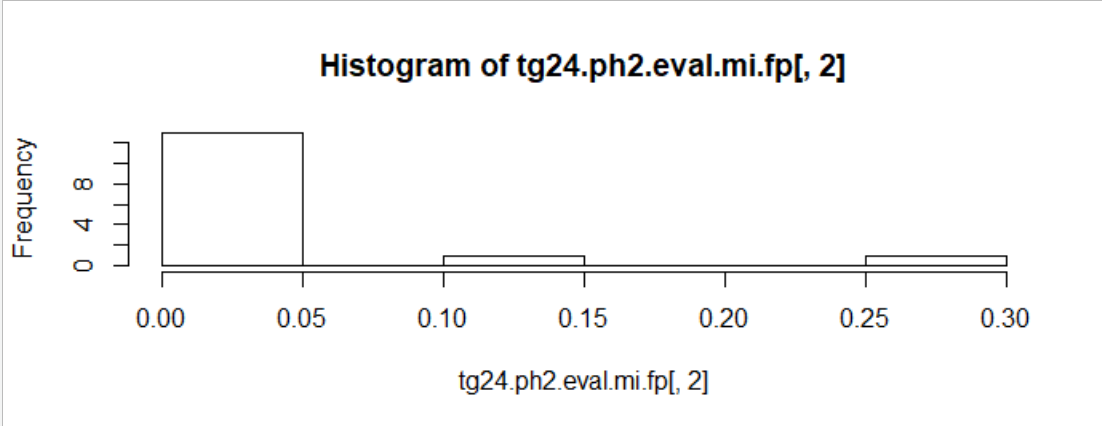 Histogram of tg24.ph2.eval.mi.fp[, 2]
Frequency
8
4
0
0.00 0.05 0.10 0.15 0.20 0.25 0.30
tg24.ph2.eval.mi.fp[, 2]